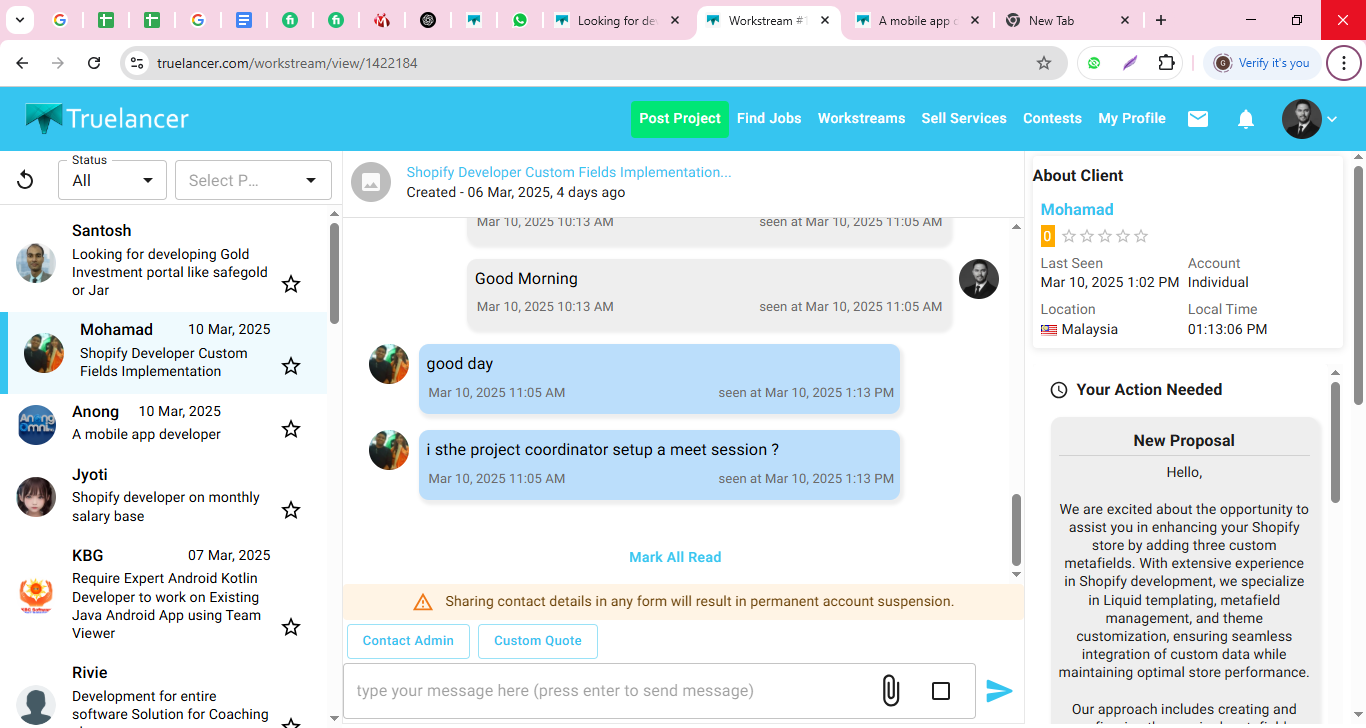 Looking for de
Workstream #1
A mobile app d
New Tab
truelancer.com/workstream/view/1422184
Verify it's you
Truelancer
Post Project
Find Jobs
Workstreams
Sell Services
Contests
My Profile
Status
All
Select P...
Santosh
Looking for developing Gold
Investment portal like safegold
or Jar
Mohamad 10 Mar, 2025
Shopify Developer Custom
Fields Implementation
Anong 10 Mar, 2025
A mobile app developer
Jyoti
Shopify developer on monthly
salary base
KBG 07 Mar, 2025
Require Expert Android Kotlin
Developer to work on Existing
Java Android App using Team
Viewer
Rivie
Development for entire
software Solution for Coaching
Shopify Developer Custom Fields Implementation...
Created - 06 Mar, 2025, 4 days ago
Mar 10, 2025 10:13 AM seen at Mar 10, 2025 11:05 AM
Good Morning
Mar 10, 2025 10:13 AM seen at Mar 10, 2025 11:05 AM
good day
Mar 10, 2025 11:05 AM seen at Mar 10, 2025 1:13 PM
i sthe project coordinator setup a meet session ?
Mar 10, 2025 11:05 AM seen at Mar 10, 2025 1:13 PM
Mark All Read
Sharing contact details in any form will result in permanent account suspension.
Contact Admin
Custom Quote
type your message here (press enter to send message)
About Client
Mohamad
0
Last Seen Account
Mar 10, 2025 1:02 PM Individual
Location Local Time
Malaysia 01:13:06 PM
Your Action Needed
New Proposal
Hello,
We are excited about the opportunity to
assist you in enhancing your Shopify
store by adding three custom
metafields. With extensive experience
in Shopify development, we specialize
in Liquid templating, metafield
management, and theme
customization, ensuring seamless
integration of custom data while
maintaining optimal store performance.
Our approach includes creating and